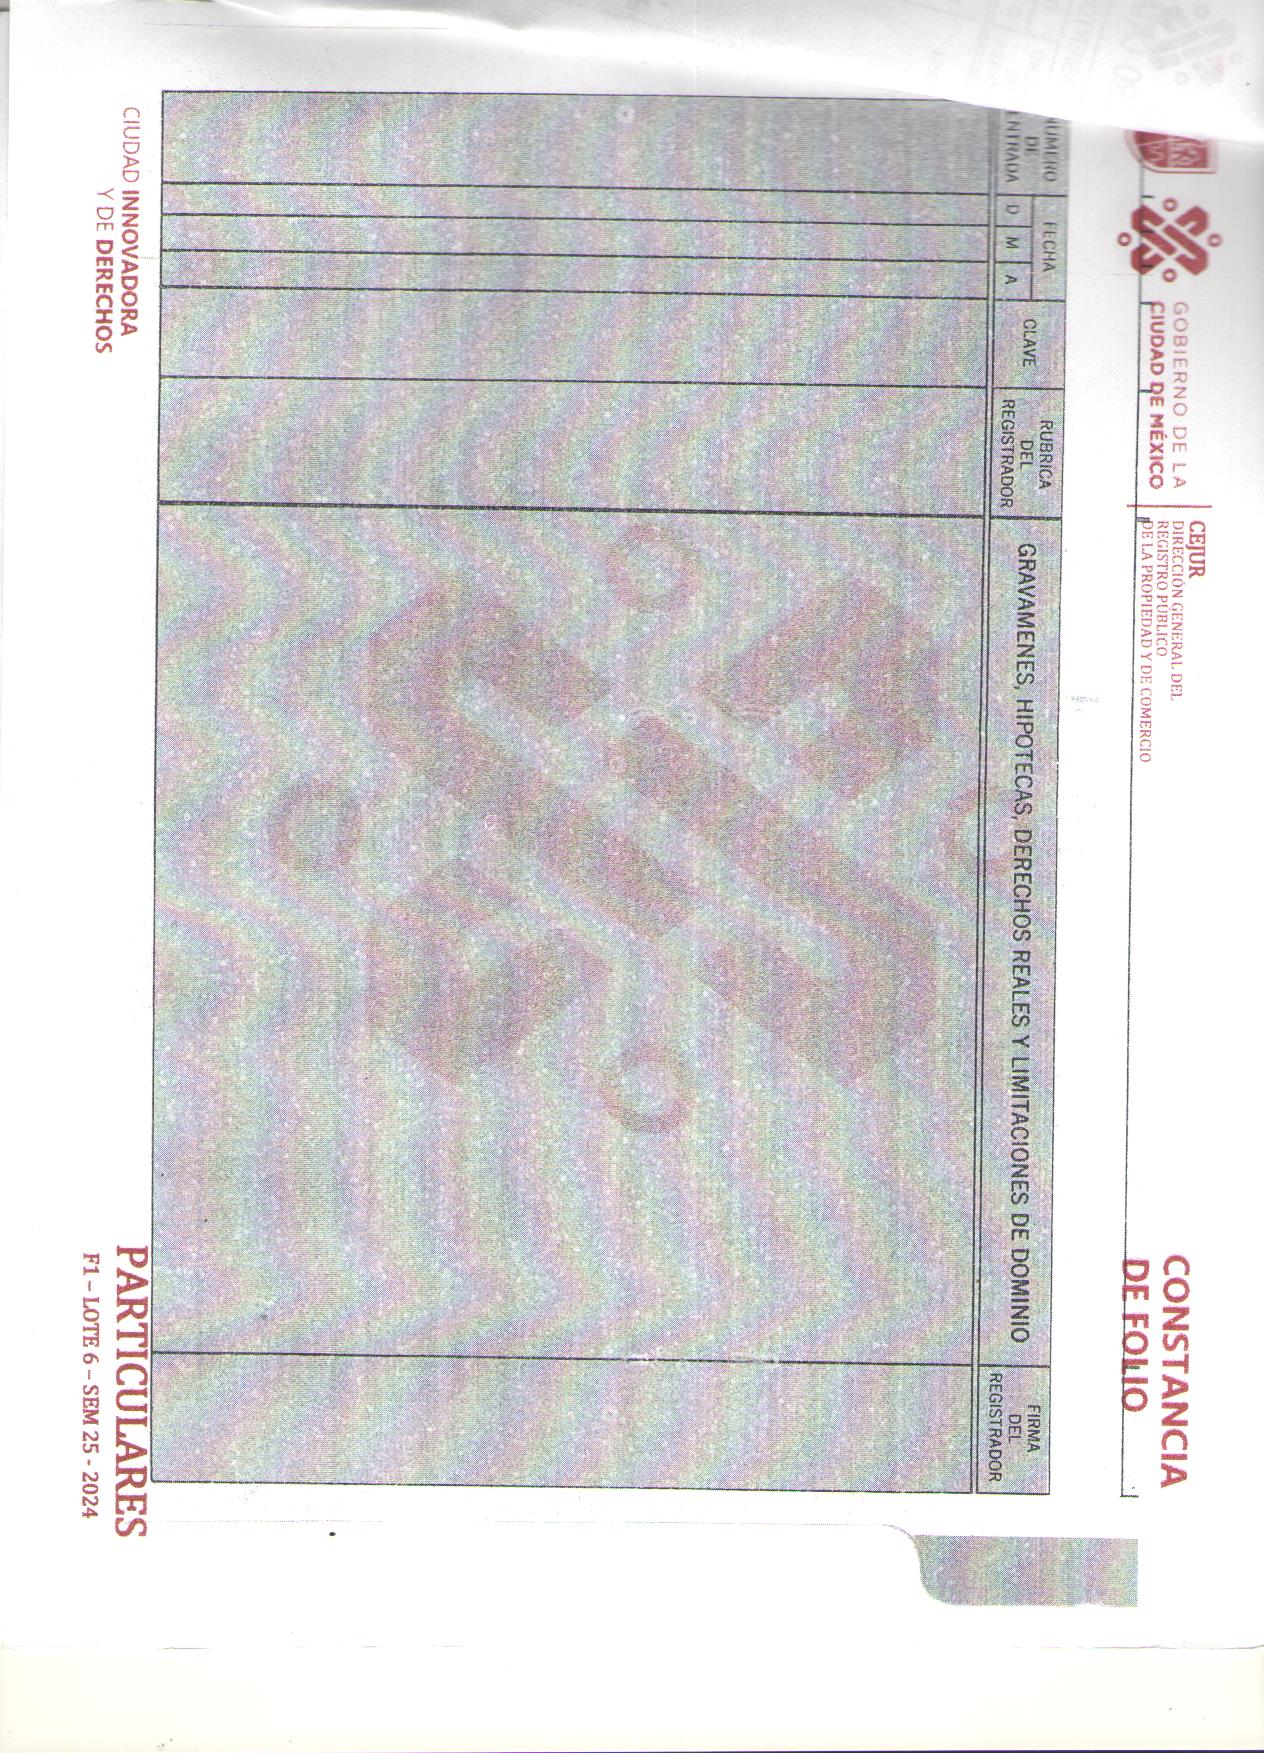 GOBIERNO DE LA
CIUDAD DE MÉXICO
CEJUR
DIRECCIÓN GENERAL DEL
REGISTRO PÚBLICO
DE LA PROPIEDAD Y DE COMERCIO
CONSTANCIA
DE FOLIO
NUMERO
DE
ENTRADA
FECHA
D M A
CLAVE
RUBRICA
DEL
REGISTRADOR
GRAVAMENES, HIPOTECAS, DERECHOS REALES Y LIMITACIONES DE DOMINIO
FIRMA
DEL
REGISTRADOR
CIUDAD INNOVADORA
Y DE DERECHOS
PARTICULARES
F1 – LOTE 6 – SEM 25 - 2024